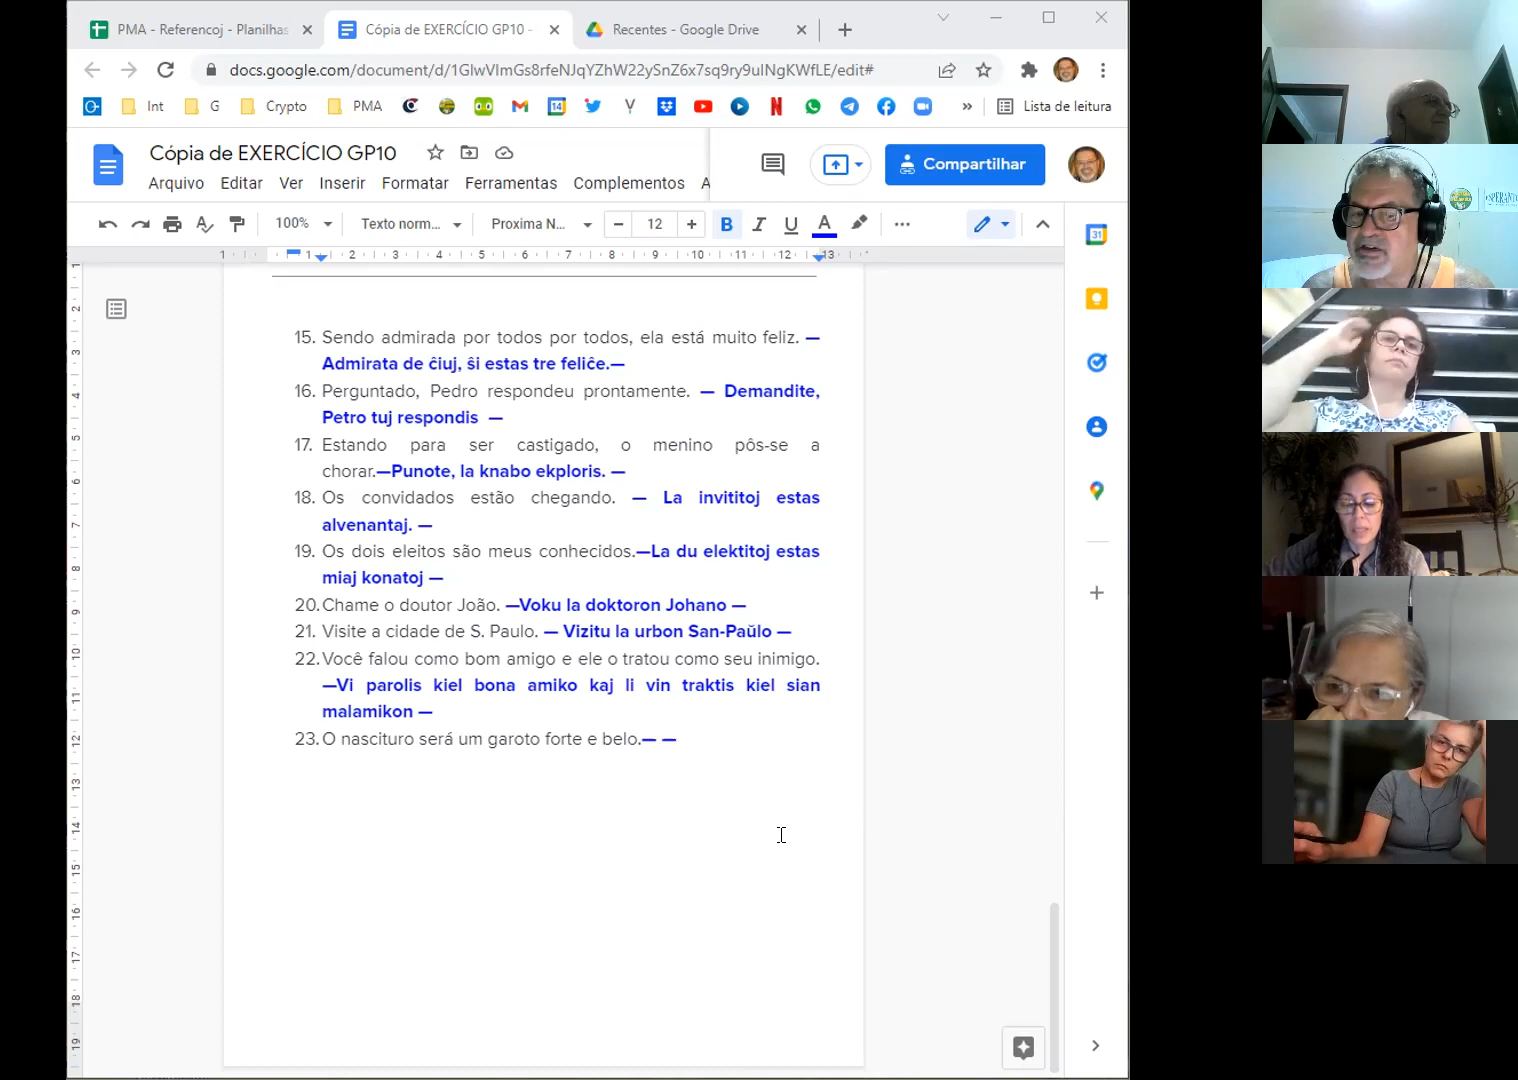 PMA - Referencoj - Planilhas
Cópia de EXERCÍCIO GP10 -
Recentes - Google Drive
docs.google.com/document/d/1GlwVlmGs8rfeNJqYZhW22ySnZ6x7sq9ry9ulNgKWfLE/edit#
Int
G
Crypto
PMA
Lista de leitura
Cópia de EXERCÍCIO GP10
Compartilhar
Arquivo Editar Ver Inserir Formatar Ferramentas Complementos A
100% Texto norm... Proxima N... 12
15. Sendo admirada por todos por todos, ela está muito feliz. —
Admirata de ĉiuj, ŝi estas tre feliĉe.—
16. Perguntado, Pedro respondeu prontamente. — Demandite,
Petro tuj respondis —
17. Estando para ser castigado, o menino pôs-se a
chorar.—Punote, la knabo ekploris. —
18. Os convidados estão chegando. — La invititoj estas
alvenantaj. —
19. Os dois eleitos são meus conhecidos.—La du elektitoj estas
miaj konatoj —
20. Chame o doutor João. —Voku la doktoron Johano —
21. Visite a cidade de S. Paulo. — Vizitu la urbon San-Paŭlo —
22. Você falou como bom amigo e ele o tratou como seu inimigo.
—Vi parolis kiel bona amiko kaj li vin traktis kiel sian
malamikon —
23. O nascituro será um garoto forte e belo.— —